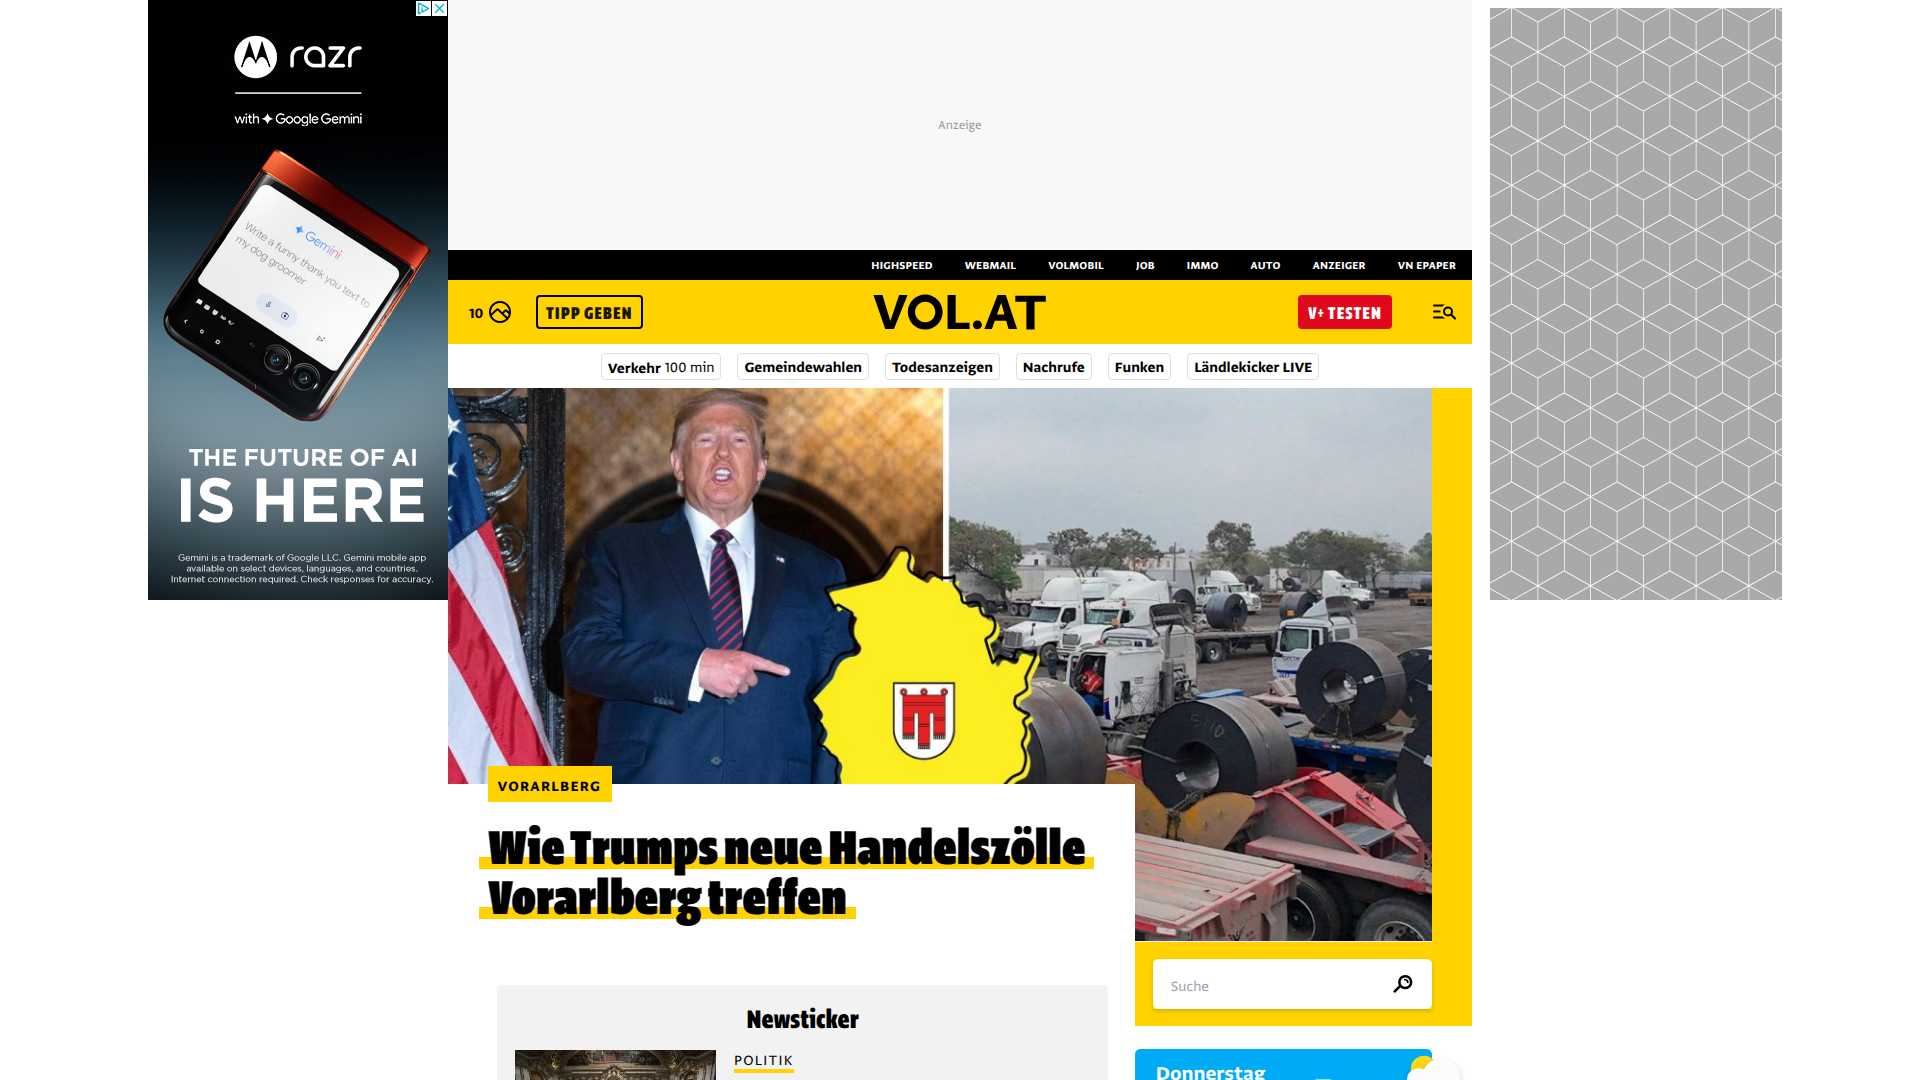 razr
with Google Gemini
Gemini
Write a funny thank you text to
my dog groomer
THE FUTURE OF AI
IS HERE
Gemini is a trademark of Google LLC. Gemini mobile app
available on select devices, languages, and countries.
Internet connection required. Check responses for accuracy.
Anzeige
HIGHSPEED WEBMAIL VOLMOBIL JOB IMMO AUTO ANZEIGER VN EPAPER
10 TIPP GEBEN VOL.AT V+ TESTEN
Verkehr 100 min Gemeindewahlen Todesanzeigen Nachrufe Funken Ländlekicker LIVE
VORARLBERG
Wie Trumps neue Handelszölle
Vorarlberg treffen
Suche
Newsticker
POLITIK
Donnerstag